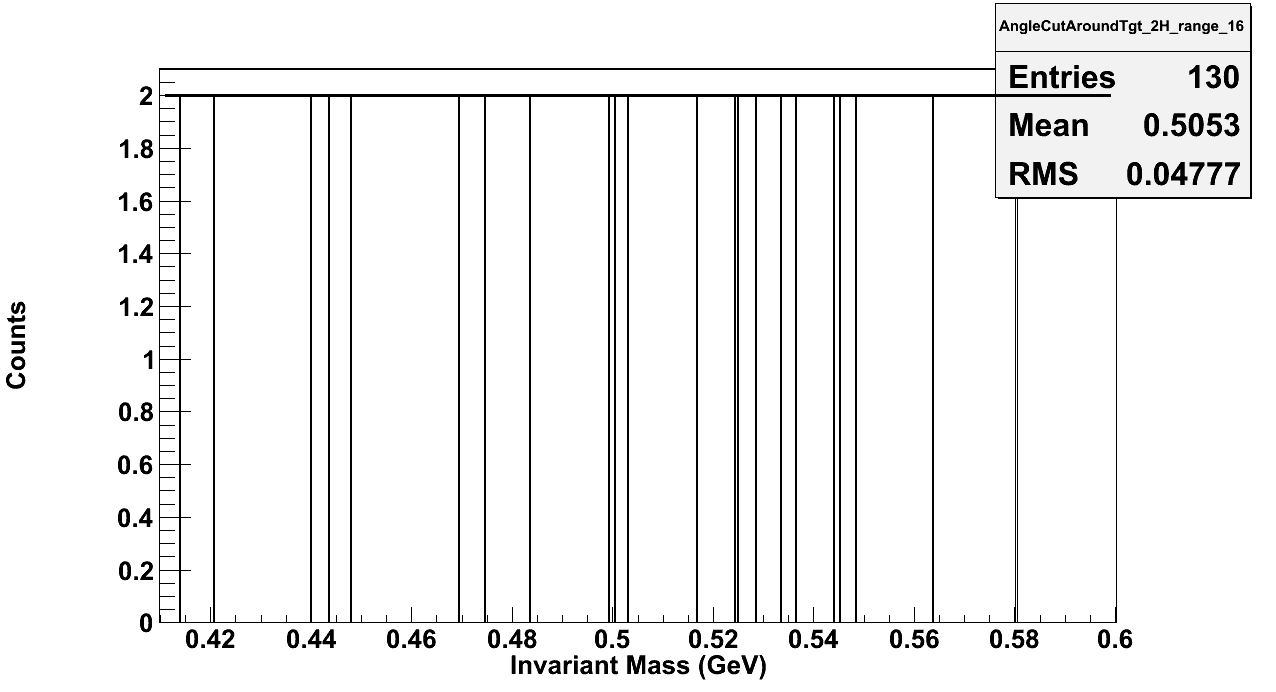 AngleCutAroundTgt_2H_range_16
Entries 130
Mean 0.5053
RMS 0.04777
2
1.8
1.6
1.4
1.2
1
0.8
0.6
0.4
0.2
0
Counts
0.42 0.44 0.46 0.48 0.5 0.52 0.54 0.56 0.58 0.6
Invariant Mass (GeV)